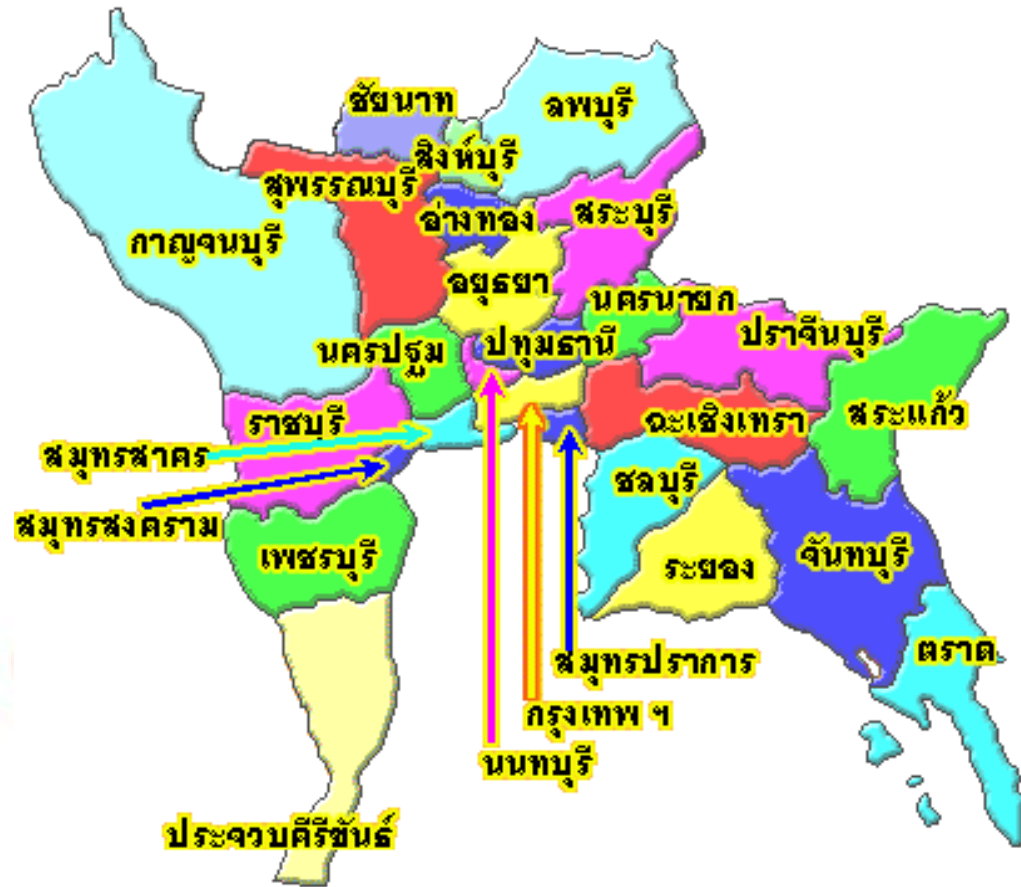 ชัยนาท
ลพบุรี
สิงห์บุรี
สุพรรณบุรี
อ่างทอง
สระบุรี
กาญจนบุรี
อยุธยา
นครนายก
ปราจีนบุรี
นครปฐม
ปทุมธานี
ราชบุรี
ฉะเชิงเทรา
สระแก้ว
สมุทรสาคร
ชลบุรี
สมุทรสงคราม
เพชรบุรี
ระยอง
จันทบุรี
สมุทรปราการ
ตราด
กรุงเทพ ฯ
นนทบุรี
ประจวบคีรีขันธ์